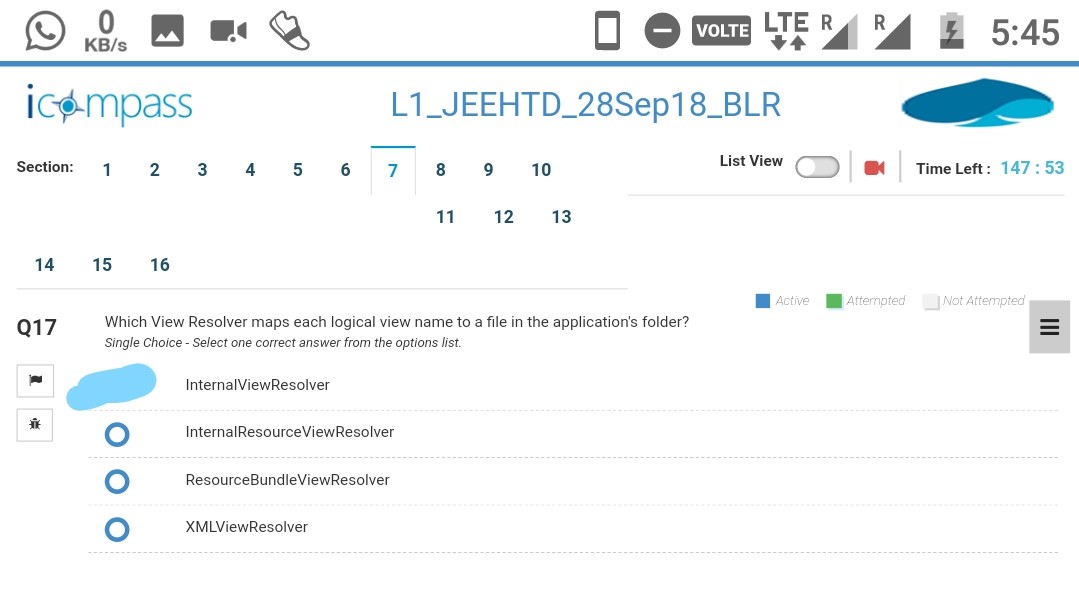 0
KB/s
VOLTE
LTE
R
R
5:45
icompass
L1_JEEHTD_28Sep18_BLR
Section: 1 2 3 4 5 6 7 8 9 10
List View
Time Left : 147 : 53
11 12 13
14 15 16
Active Attempted Not Attempted
Q17
Which View Resolver maps each logical view name to a file in the application's folder?
Single Choice - Select one correct answer from the options list.
InternalViewResolver
InternalResourceViewResolver
ResourceBundleViewResolver
XMLViewResolver